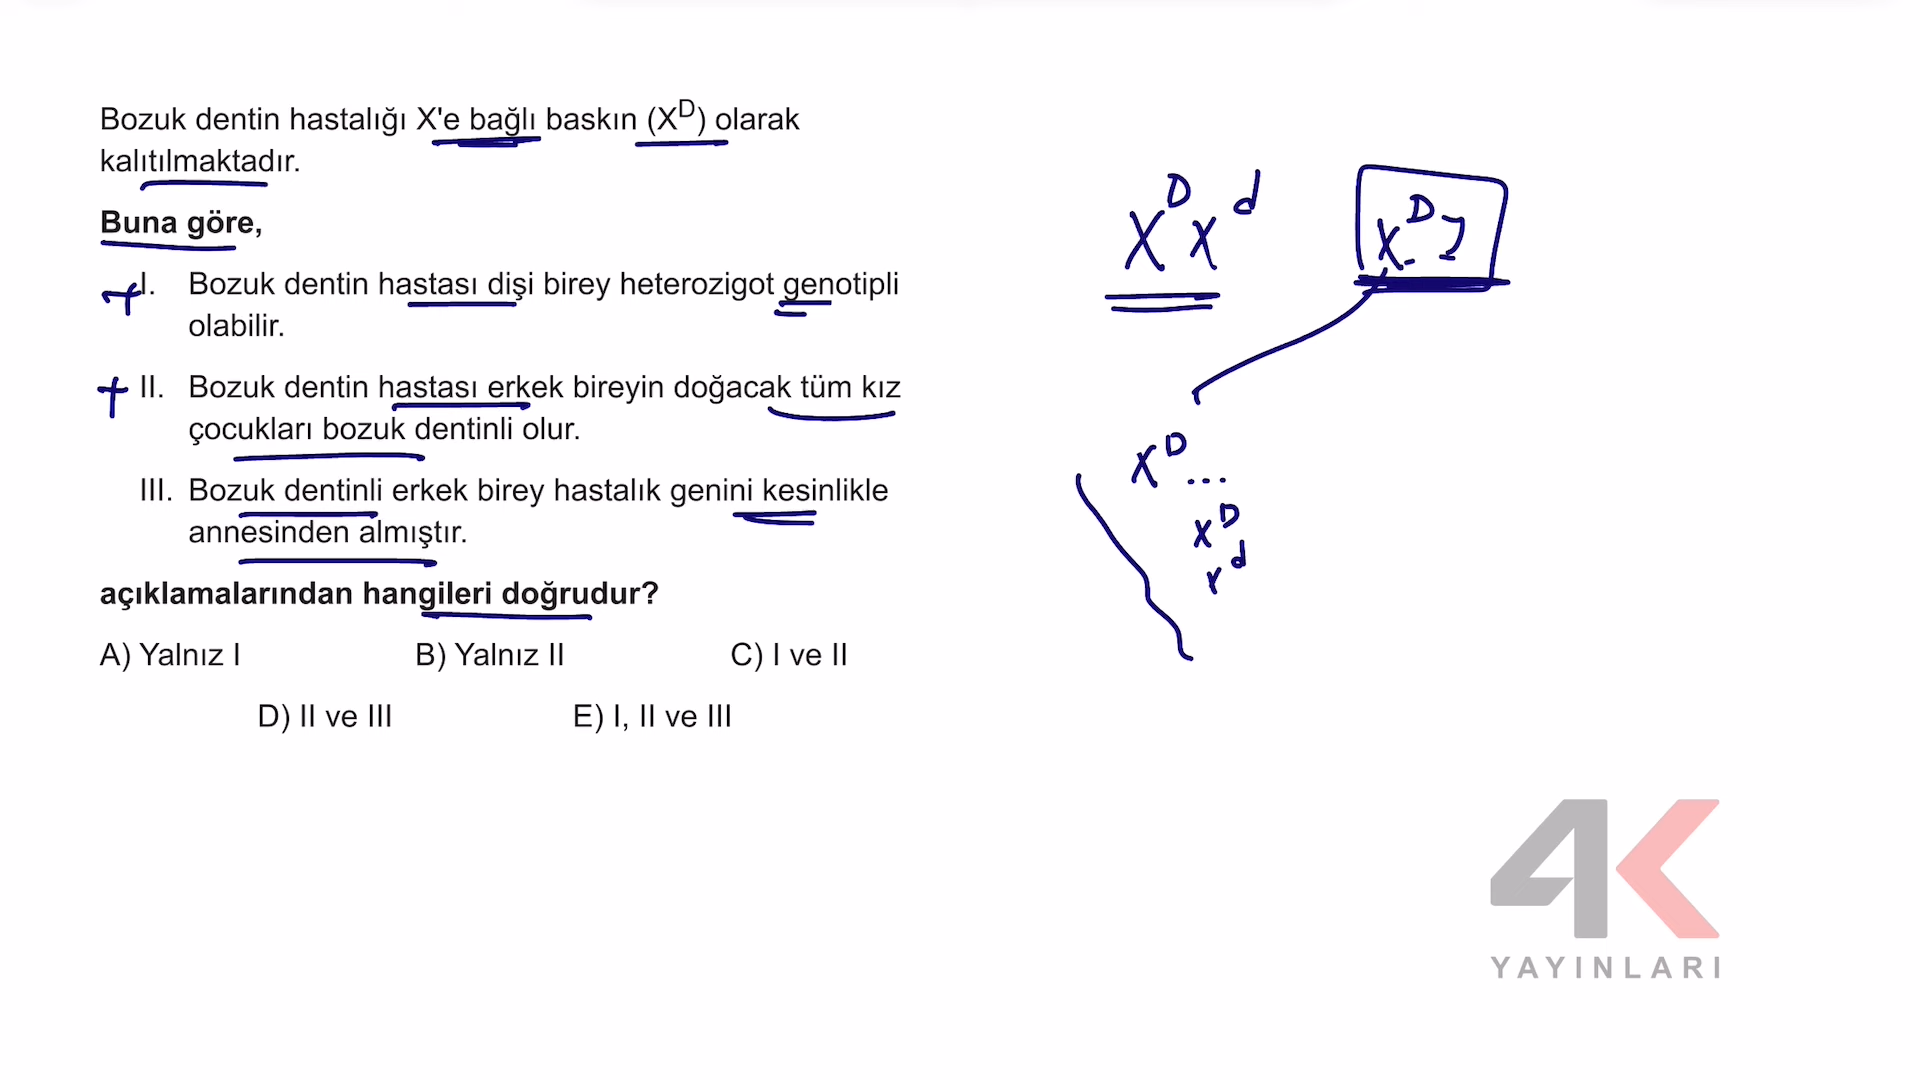 Bozuk dentin hastalığı X'e bağlı baskın (X^D) olarak
kalıtılmaktadır.
Buna göre,
I. Bozuk dentin hastası dişi birey heterozigot genotipli
olabilir.
II. Bozuk dentin hastası erkek bireyin doğacak tüm kız
çocukları bozuk dentinli olur.
III. Bozuk dentinli erkek birey hastalık genini kesinlikle
annesinden almıştır.
açıklamalarından hangileri doğrudur?
A) Yalnız I B) Yalnız II C) I ve II
D) II ve III E) I, II ve III
X^D X^d
X^D Y
X^D ...
X^D
X^d
4K
YAYINLARI